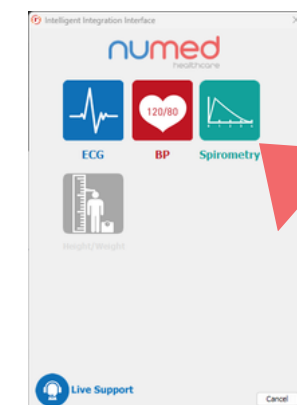 Intelligent Integration Interface
numed
healthcare
120/80
ECG BP Spirometry
Height/Weight
Live Support
Cancel